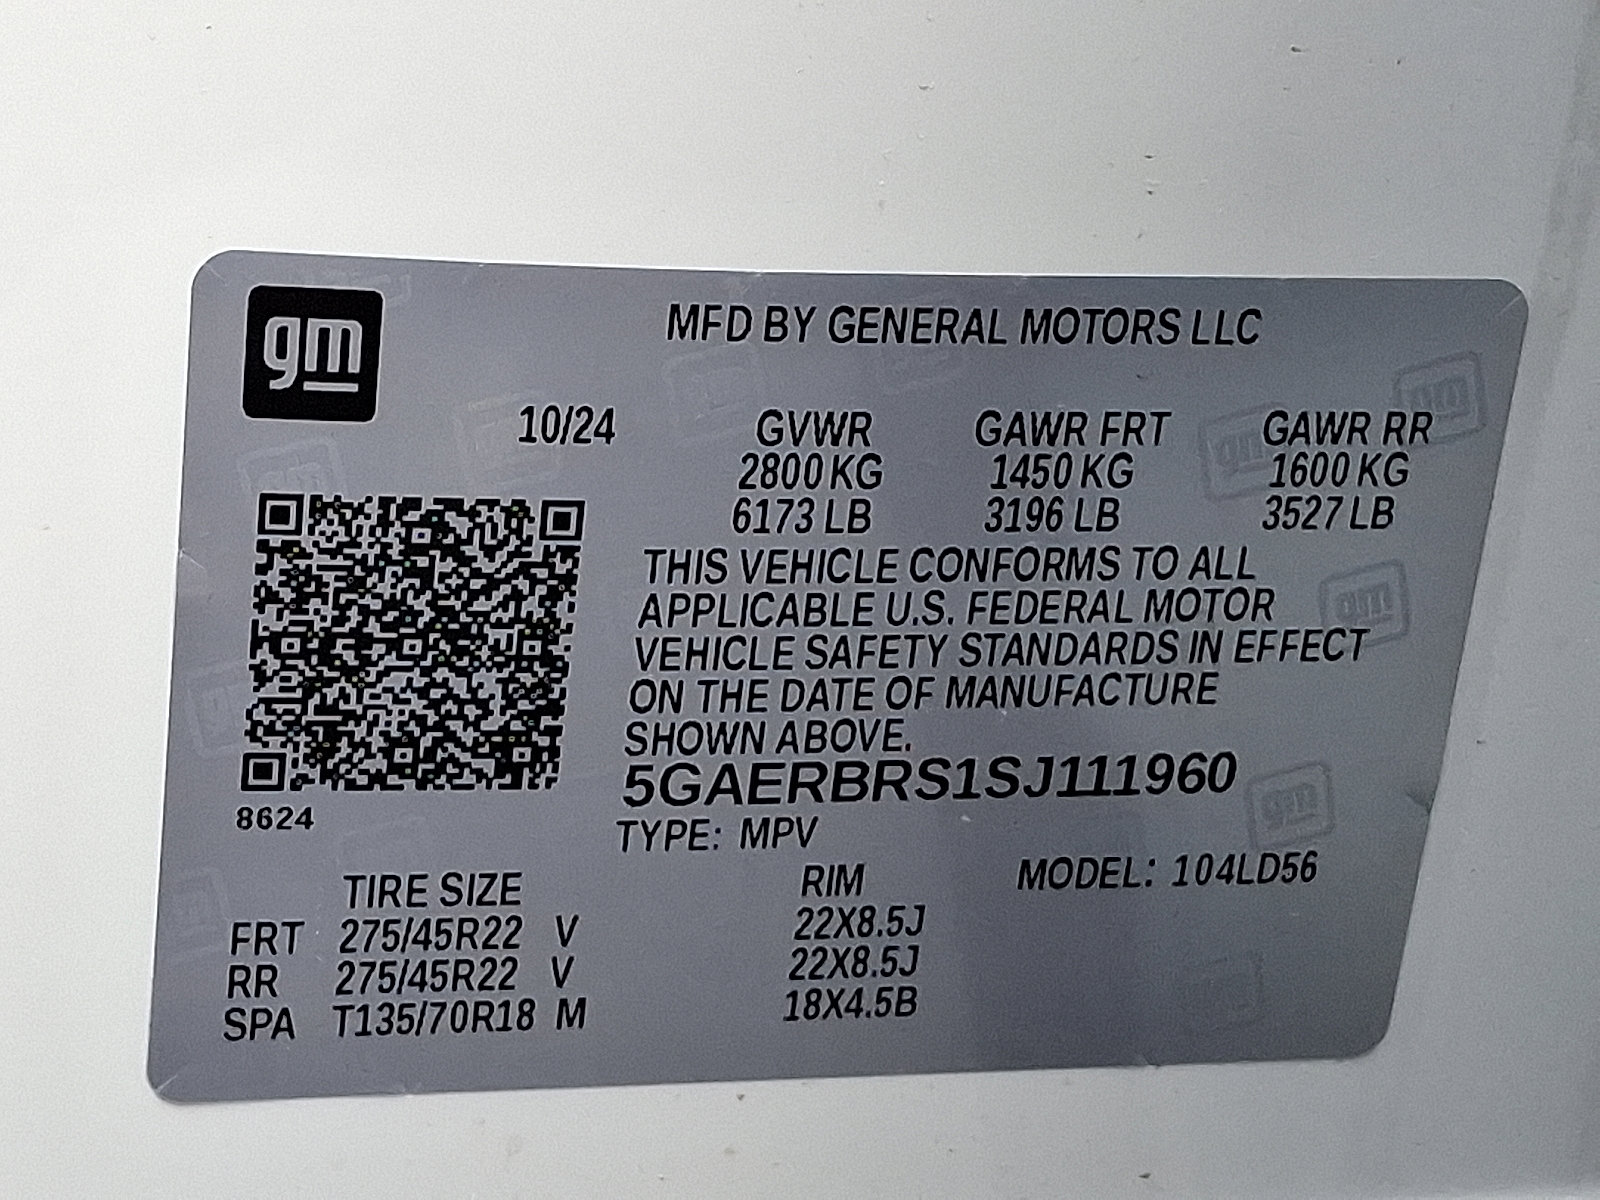 gm
MFD BY GENERAL MOTORS LLC
10/24 GVWR GAWR FRT GAWR RR
2800 KG 1450 KG 1600 KG
6173 LB 3196 LB 3527 LB
THIS VEHICLE CONFORMS TO ALL
APPLICABLE U.S. FEDERAL MOTOR
VEHICLE SAFETY STANDARDS IN EFFECT
ON THE DATE OF MANUFACTURE
SHOWN ABOVE.
5GAERBRS1SJ111960
8624
TYPE: MPV
MODEL: 104LD56
TIRE SIZE RIM
FRT 275/45R22 V 22X8.5J
RR 275/45R22 V 22X8.5J
SPA T135/70R18 M 18X4.5B